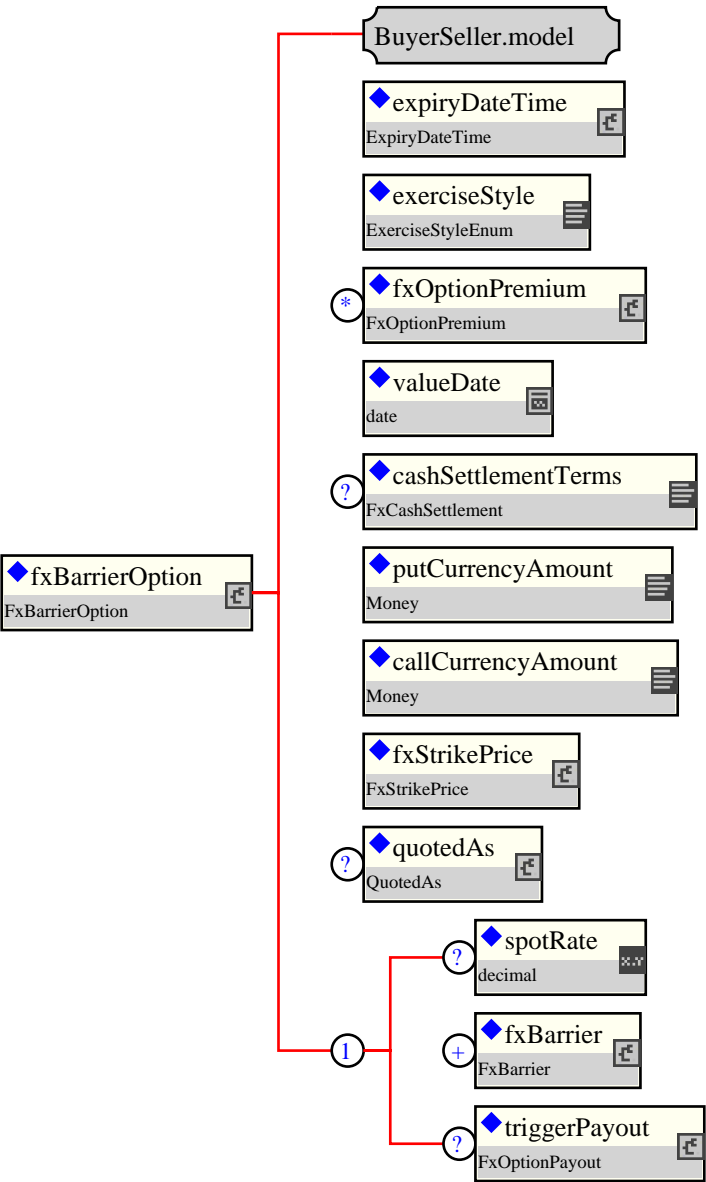 BuyerSeller.model
expiryDateTime
ExpiryDateTime
exerciseStyle
ExerciseStyleEnum
*
fxOptionPremium
FxOptionPremium
valueDate
date
?
cashSettlementTerms
FxCashSettlement
fxBarrierOption
FxBarrierOption
putCurrencyAmount
Money
callCurrencyAmount
Money
fxStrikePrice
FxStrikePrice
?
quotedAs
QuotedAs
1
?
spotRate
decimal
x.Y
+
fxBarrier
FxBarrier
?
triggerPayout
FxOptionPayout